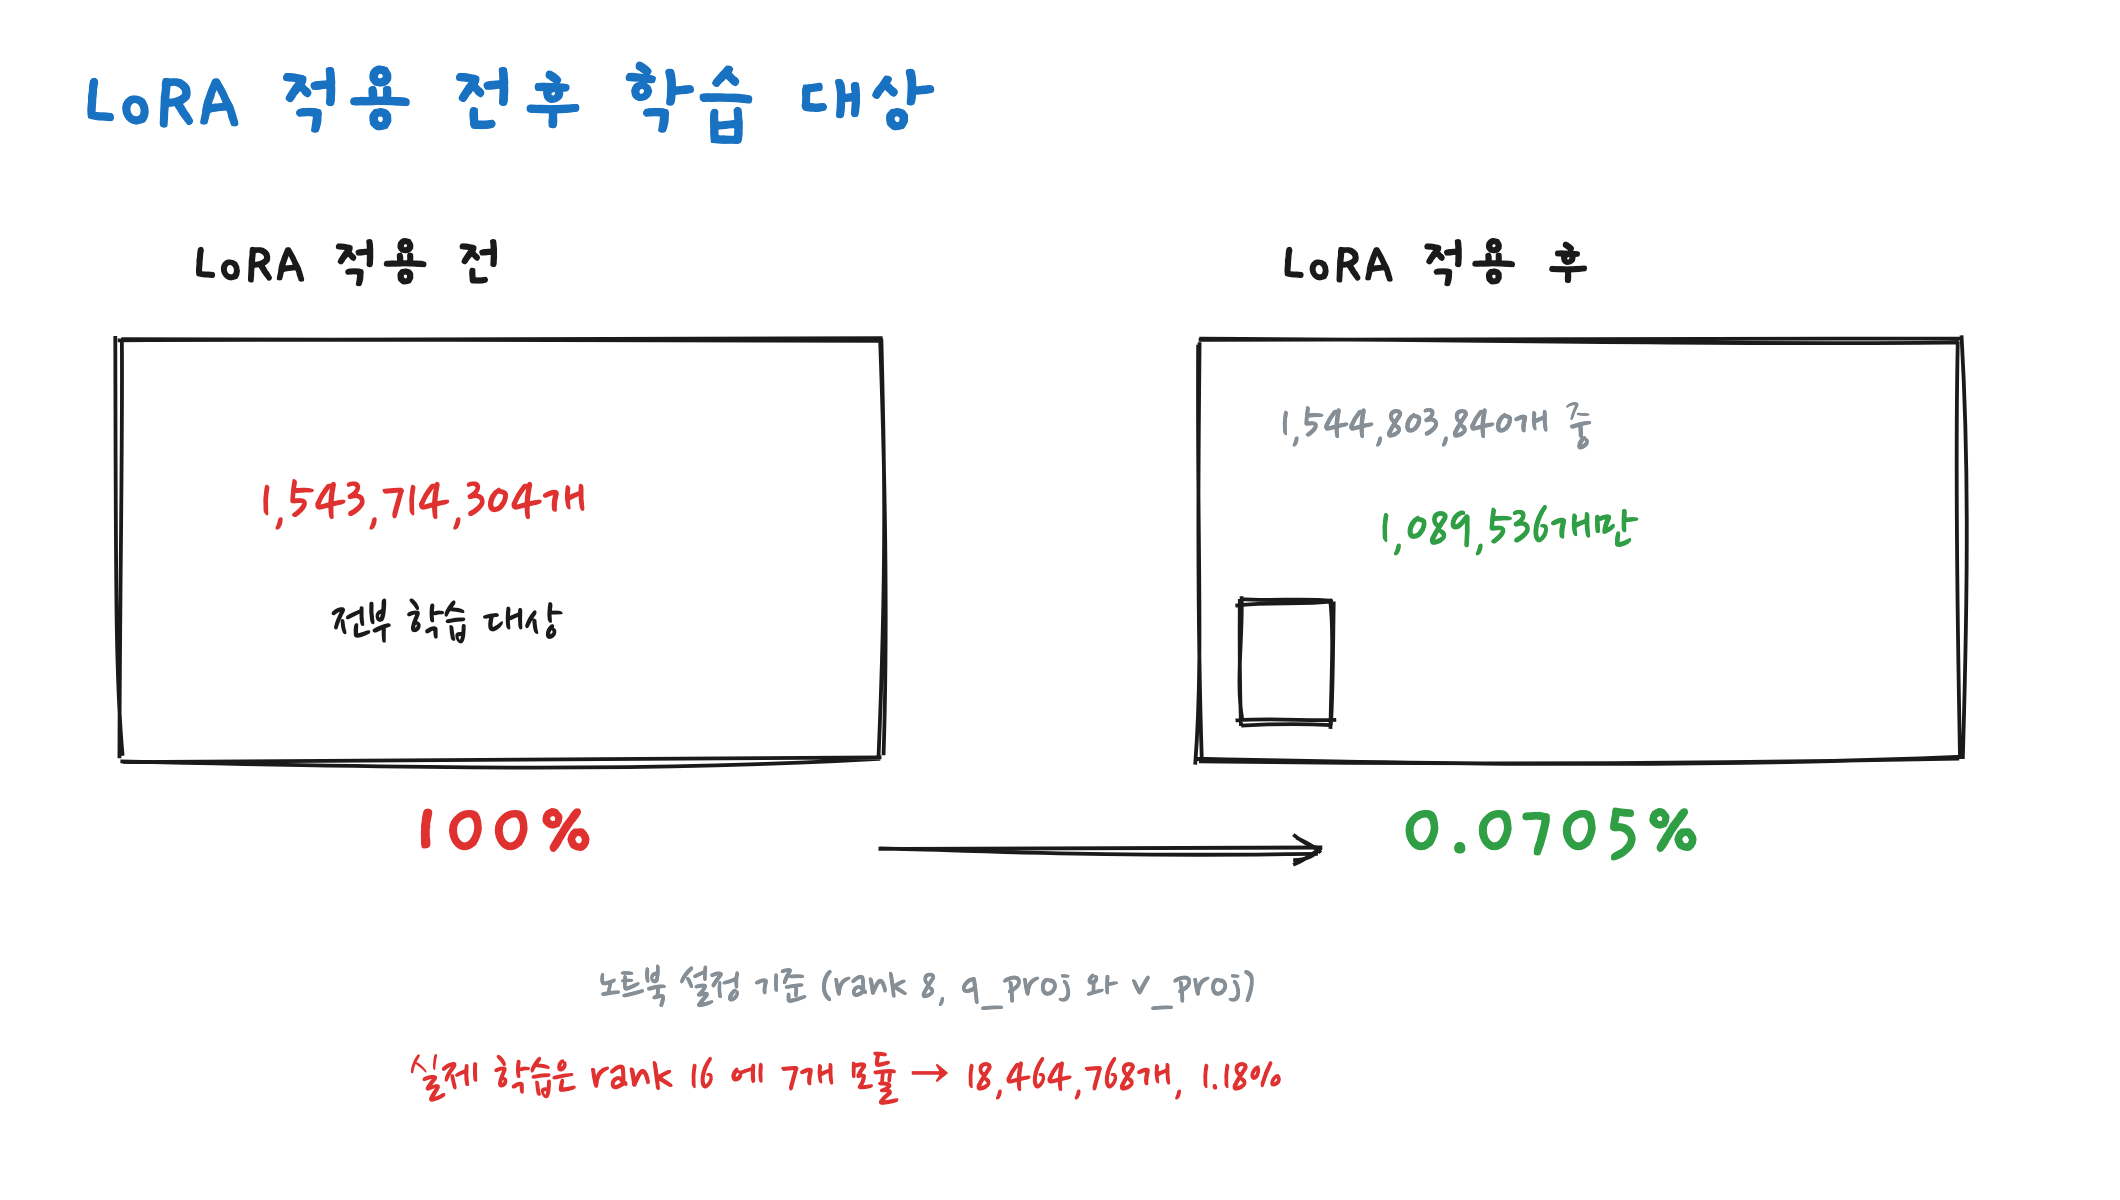 LoRA 적용 전후 학습 대상
LoRA 적용 전
LoRA 적용 후
1,543,714,304개
전부 학습 대상
1,544,803,840개 중
1,089,536개만
100%
0.0705%
노트북 설정 기준 (rank 8, q_proj 와 v_proj)
실제 학습은 rank 16 에 7개 모듈 → 18,464,768개, 1.18%